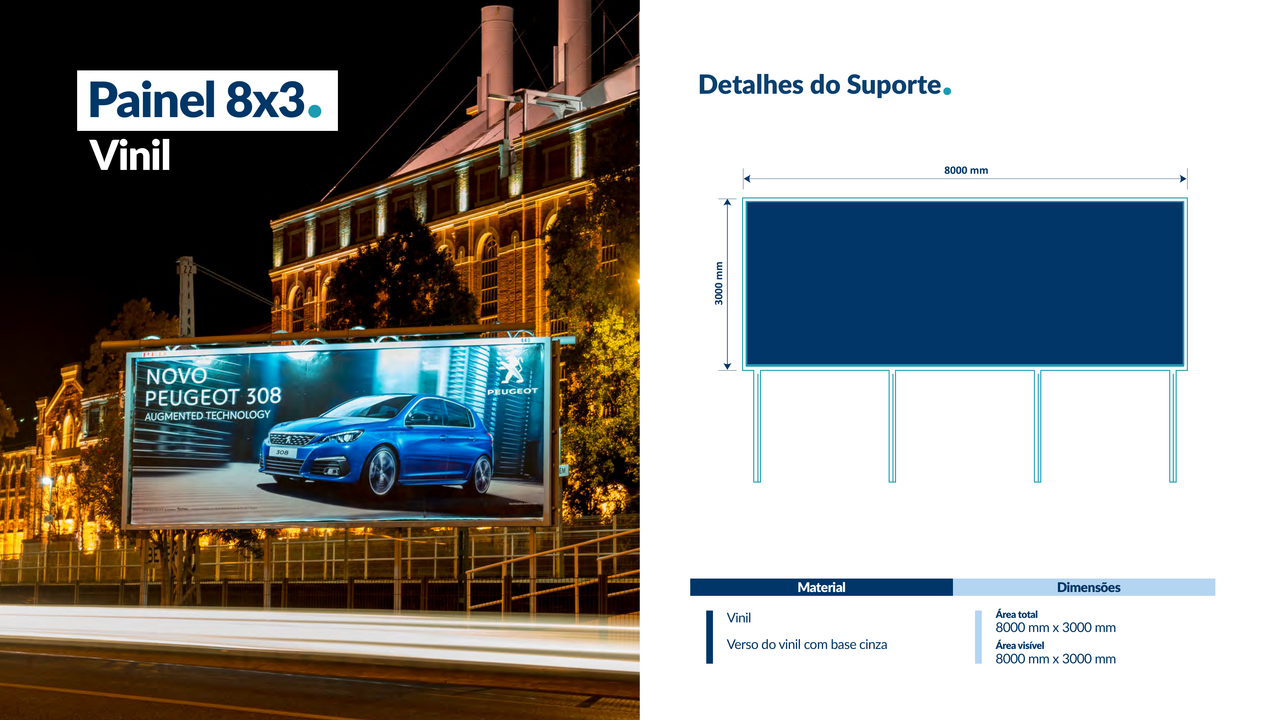 Painel 8x3.
Vinil
NOVO
PEUGEOT 308
AUGMENTED TECHNOLOGY
PEUGEOT
308
Detalhes do Suporte.
8000 mm
3000 mm
Material
Dimensões
Vinil
Verso do vinil com base cinza
Área total
8000 mm x 3000 mm
Área visível
8000 mm x 3000 mm